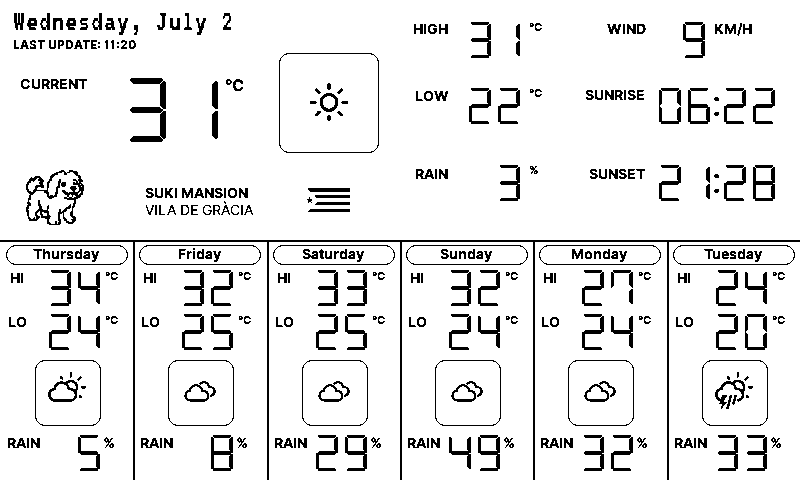 Wednesday, July 2
LAST UPDATE: 11:20
CURRENT 31°C
SUKI MANSION
VILA DE GRÀCIA
HIGH 31°C
LOW 22°C
RAIN 3%
WIND 9 KM/H
SUNRISE 06:22
SUNSET 21:28
Thursday
HI 34°C
LO 24°C
RAIN 5%
Friday
HI 32°C
LO 25°C
RAIN 8%
Saturday
HI 33°C
LO 25°C
RAIN 29%
Sunday
HI 32°C
LO 24°C
RAIN 49%
Monday
HI 27°C
LO 24°C
RAIN 32%
Tuesday
HI 24°C
LO 20°C
RAIN 33%